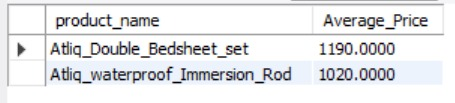 product_name Average_Price
Atliq_Double_Bedsheet_set 1190.0000
Atliq_waterproof_Immersion_Rod 1020.0000